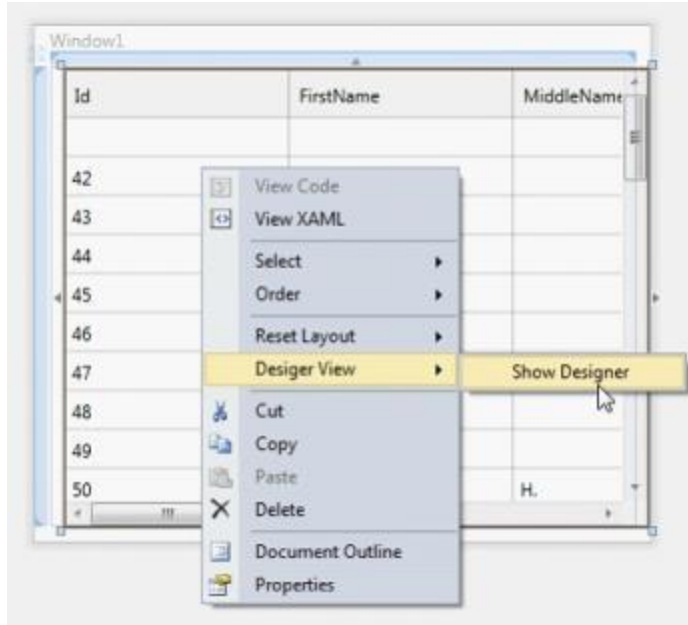 Window1
Id FirstName MiddleName
42
View Code
43 View XAML
44 Select
45 Order
46 Reset Layout
47 Desiger View Show Designer
48 Cut
49 Copy
50 Paste H.
Delete
Document Outline
Properties